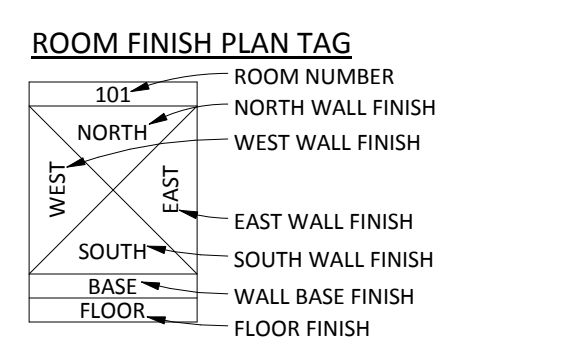 ROOM FINISH PLAN TAG
ROOM NUMBER
101
NORTH WALL FINISH
NORTH
WEST WALL FINISH
WEST
EAST
EAST WALL FINISH
SOUTH
SOUTH WALL FINISH
BASE
WALL BASE FINISH
FLOOR
FLOOR FINISH